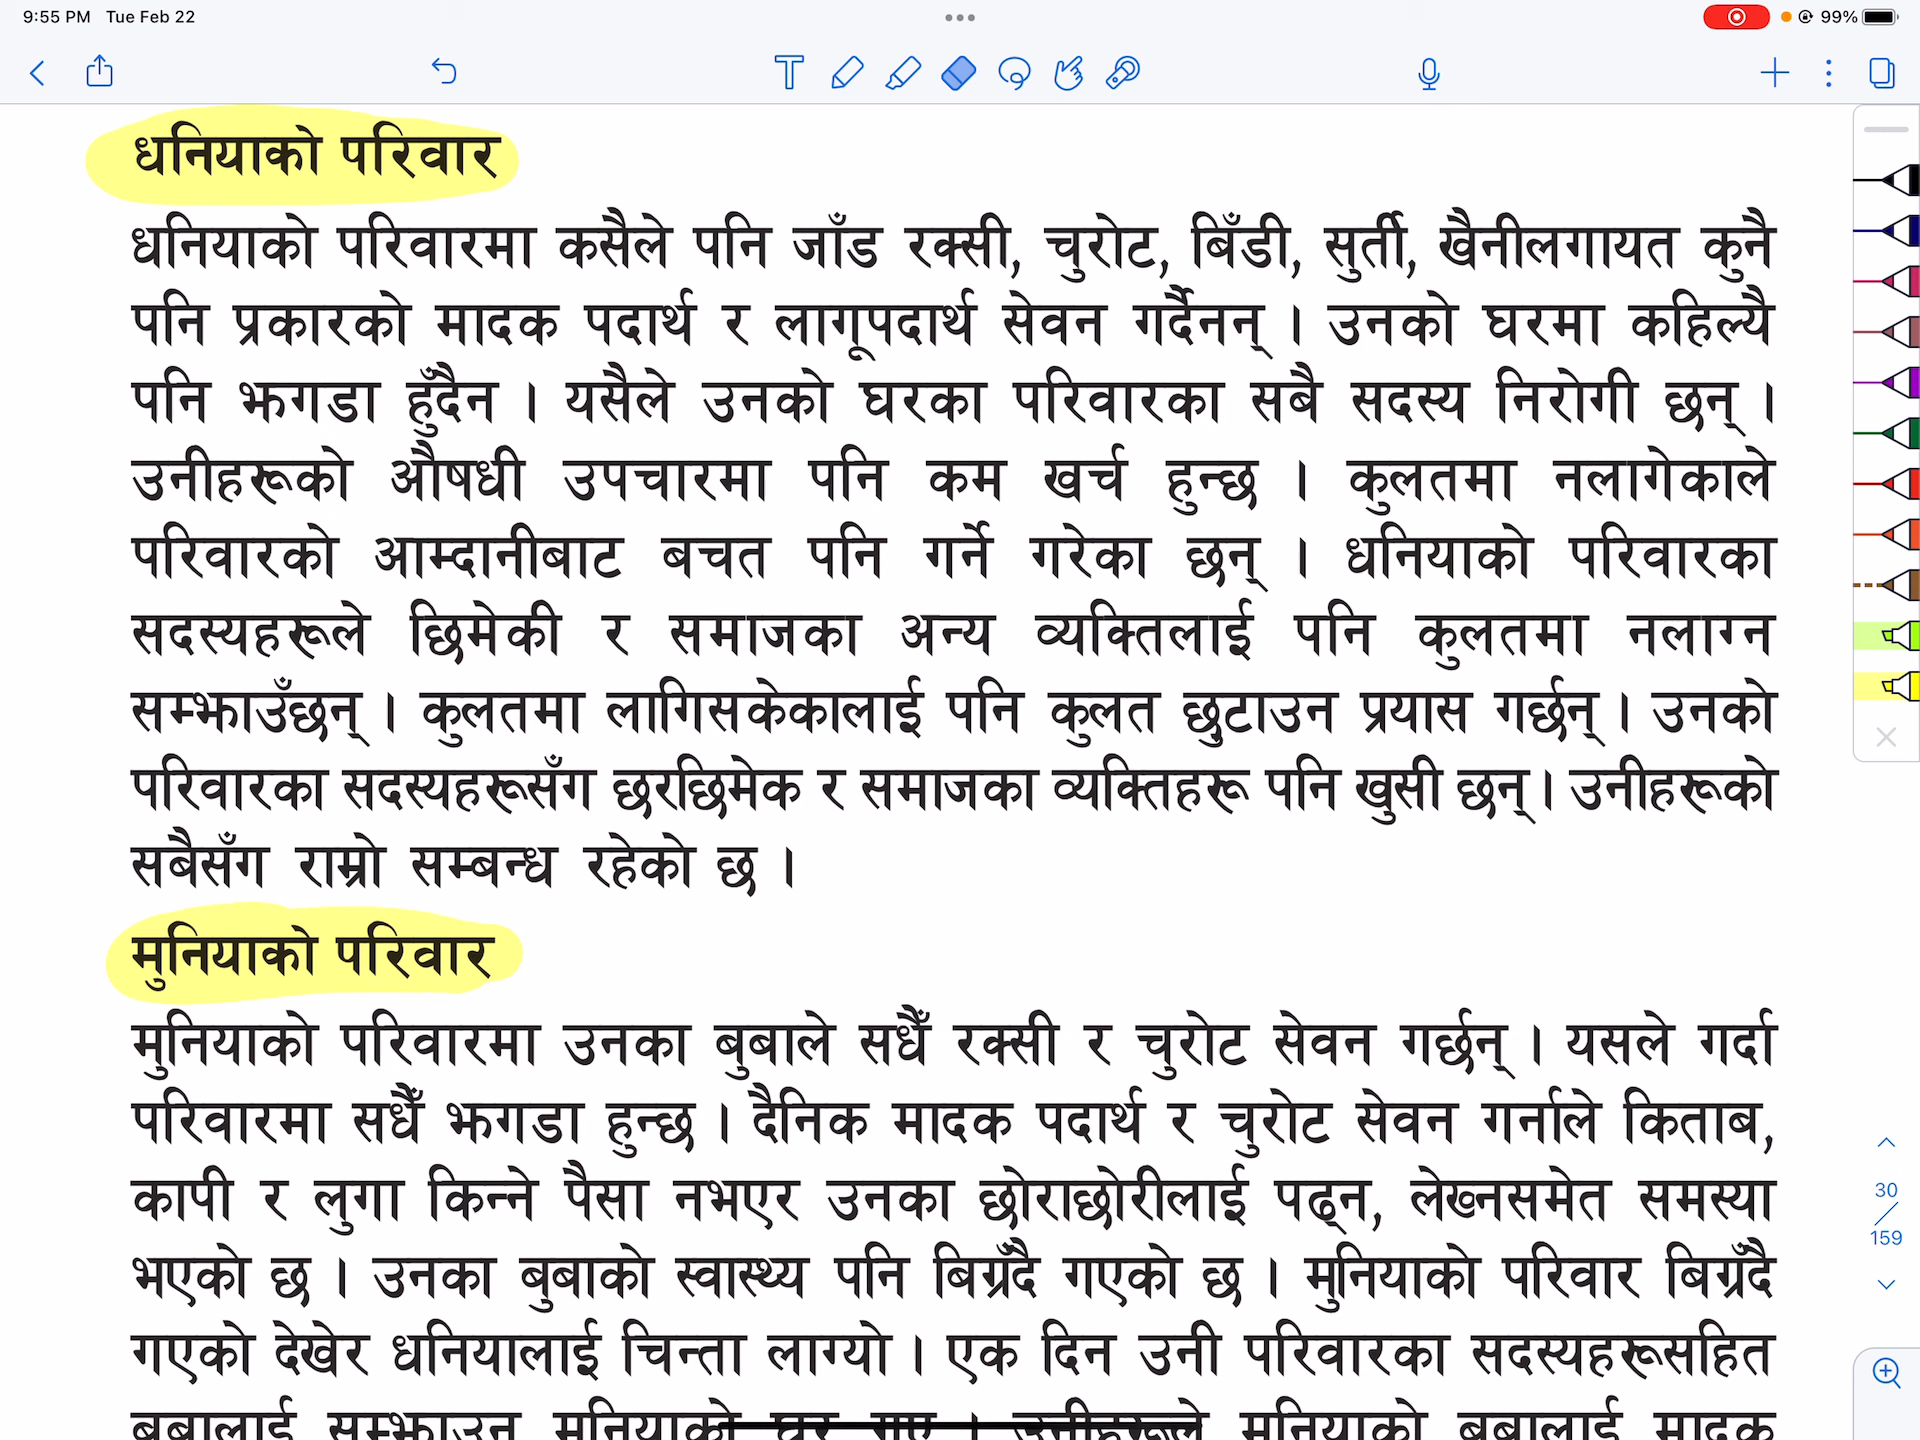 9:55 PM Tue Feb 22
99%
धनियाको परिवार
धनियाको परिवारमा कसैले पनि जाँड रक्सी, चुरोट, बिँडी, सुर्ती, खैनीलगायत कुनै
पनि प्रकारको मादक पदार्थ र लागूपदार्थ सेवन गर्दैनन् । उनको घरमा कहिल्यै
पनि झगडा हुँदैन । यसैले उनको घरका परिवारका सबै सदस्य निरोगी छन् ।
उनीहरूको औषधी उपचारमा पनि कम खर्च हुन्छ । कुलतमा नलागेकाले
परिवारको आम्दानीबाट बचत पनि गर्ने गरेका छन् । धनियाको परिवारका
सदस्यहरूले छिमेकी र समाजका अन्य व्यक्तिलाई पनि कुलतमा नलाग्न
सम्झाउँछन् । कुलतमा लागिसकेकालाई पनि कुलत छुटाउन प्रयास गर्छन् । उनको
परिवारका सदस्यहरूसँग छरछिमेक र समाजका व्यक्तिहरू पनि खुसी छन् । उनीहरूको
सबैसँग राम्रो सम्बन्ध रहेको छ ।
मुनियाको परिवार
मुनियाको परिवारमा उनका बुबाले सधैँ रक्सी र चुरोट सेवन गर्छन् । यसले गर्दा
परिवारमा सधैँ झगडा हुन्छ । दैनिक मादक पदार्थ र चुरोट सेवन गर्नाले किताब,
कापी र लुगा किन्ने पैसा नभएर उनका छोराछोरीलाई पढ्न, लेख्नसमेत समस्या
भएको छ । उनका बुबाको स्वास्थ्य पनि बिग्रँदै गएको छ । मुनियाको परिवार बिग्रँदै
गएको देखेर धनियालाई चिन्ता लाग्यो । एक दिन उनी परिवारका सदस्यहरूसहित
बुबालाई सम्झाउन मुनियाको घर गए । उनीहरूले मुनियाको बुबालाई मादक
30
159